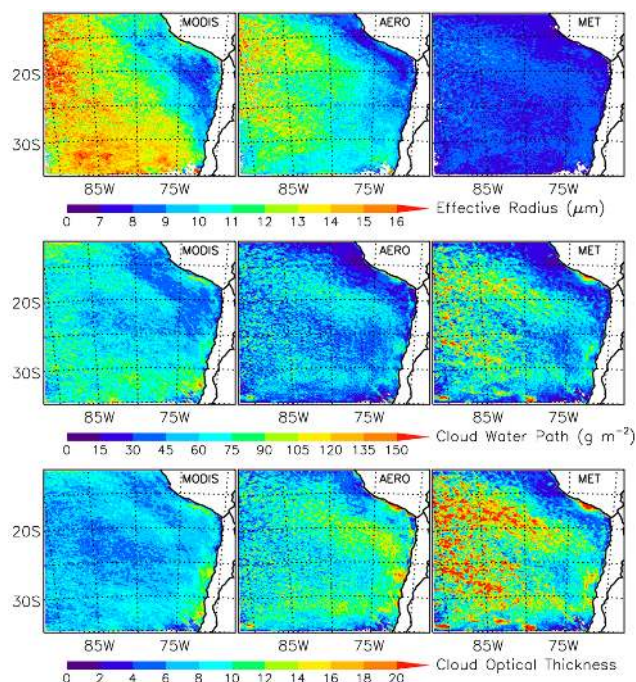 MODIS AERO MET
20S
30S
85W 75W 85W 75W 85W 75W
0 7 8 9 10 11 12 13 14 15 16 Effective Radius (μm)
MODIS AERO MET
20S
30S
85W 75W 85W 75W 85W 75W
0 15 30 45 60 75 90 105 120 135 150 Cloud Water Path (g m⁻²)
MODIS AERO MET
20S
30S
85W 75W 85W 75W 85W 75W
0 2 4 6 8 10 12 14 16 18 20 Cloud Optical Thickness